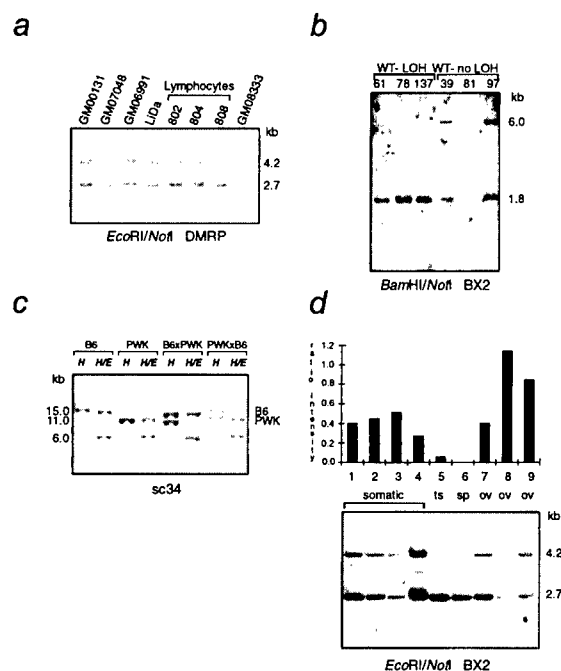 a
Lymphocytes
GM00131 GM07048 GM06991 LiDa 802 804 808 GM08333
kb
4.2
2.7
EcoRI/NotI DMRP
b
WT- LOH WT- no LOH
61 78 137 39 81 97
kb
6.0
1.8
BamHI/NotI BX2
c
B6 PWK B6xPWK PWKxB6
H H/E H H/E H H/E H H/E
kb
15.0 B6
11.0 PWK
6.0
sc34
d
ratio intensity
1.2
1.0
0.8
0.6
0.4
0.2
0.0
1 2 3 4 5 6 7 8 9
somatic ts sp ov ov ov
kb
4.2
2.7
EcoRI/NotI BX2